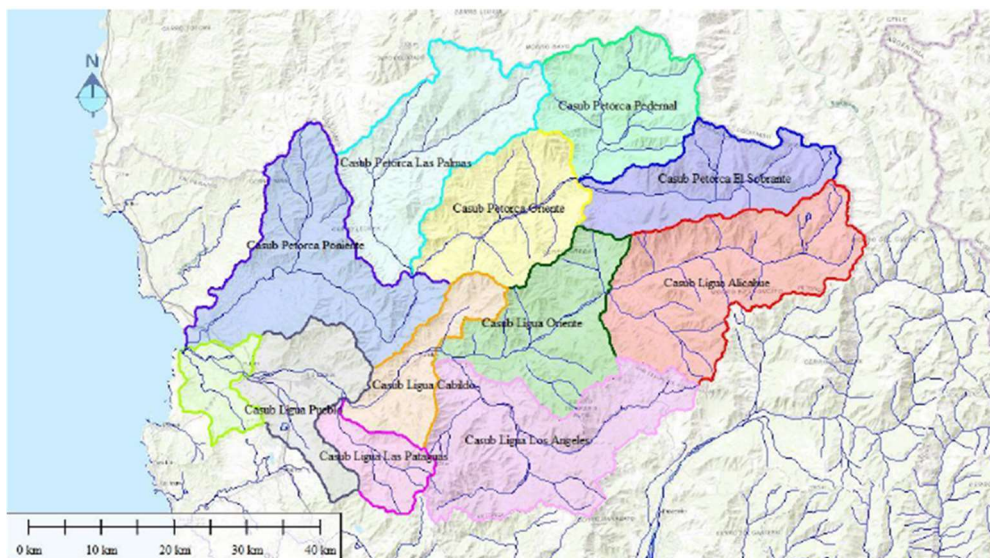 N
Casub Petorca Pedernal
Casub Petorca Las Palmas
Casub Petorca El Sobrante
Casub Petorca Oriente
Casub Petorca Poniente
Casub Ligua Alicahue
Casub Ligua Oriente
Casub Ligua Cabildo
Casub Ligua Pueblo
Casub Ligua Los Angeles
Casub Ligua Las Pataguas
0 km 10 km 20 km 30 km 40 km